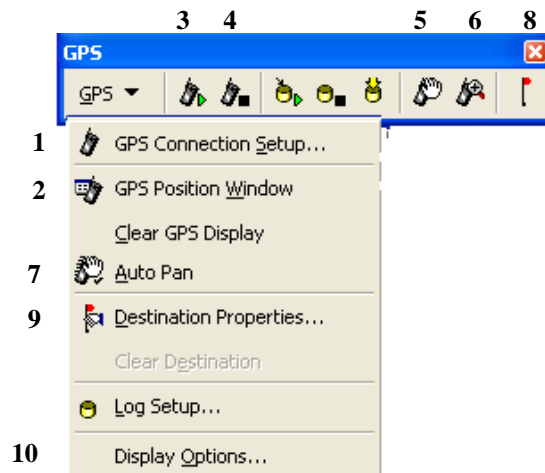 3 4 5 6 8
GPS
GPS
1 GPS Connection Setup...
2 GPS Position Window
Clear GPS Display
7 Auto Pan
9 Destination Properties...
Clear Destination
Log Setup...
10 Display Options...